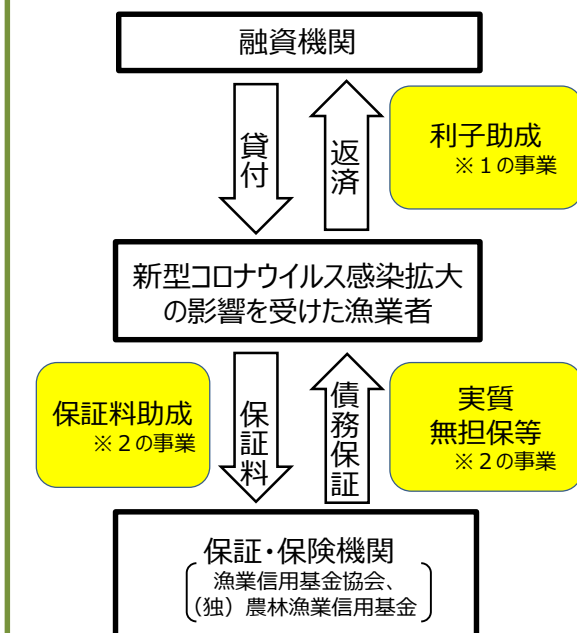 融資機関
貸付
返済
利子助成
※１の事業
新型コロナウイルス感染拡大
の影響を受けた漁業者
保証料助成
※２の事業
保証料
債務保証
実質
無担保等
※２の事業
保証・保険機関
漁業信用基金協会、
（独）農林漁業信用基金